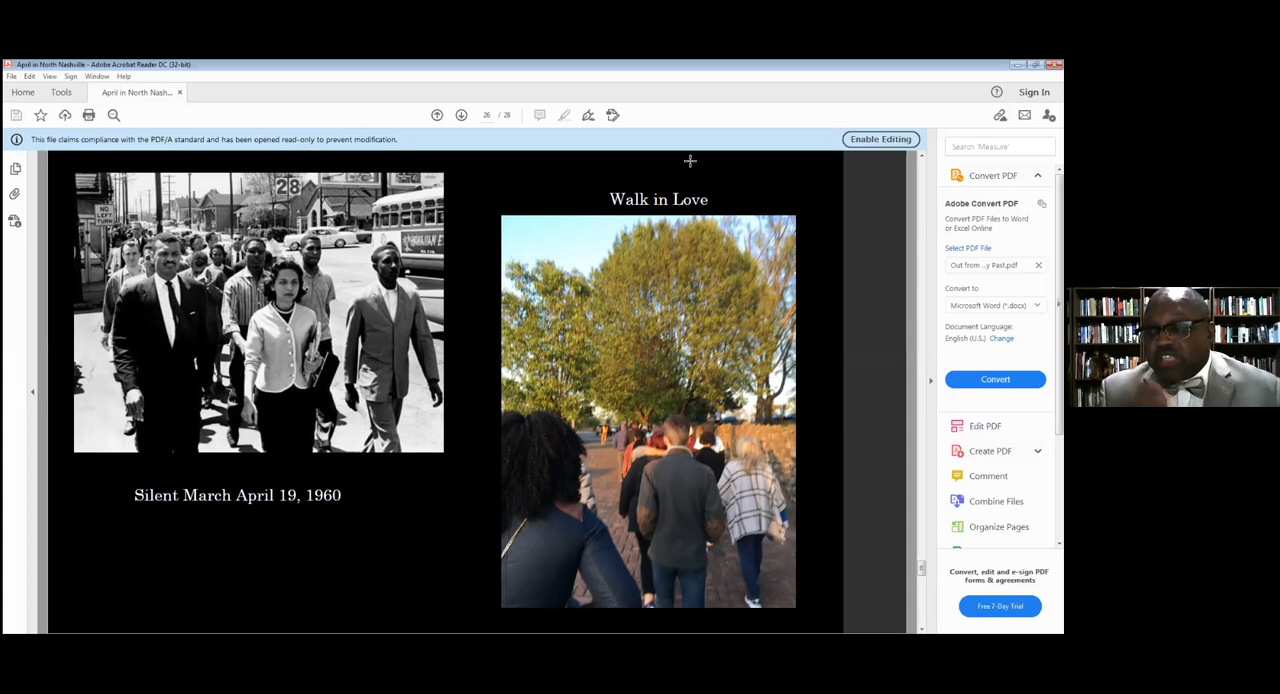 April in North Nashville - Adobe Acrobat Reader DC (32-bit)
File Edit View Sign Window Help
Home Tools April in North Nash... ×
Sign In
26 / 28
This file claims compliance with the PDF/A standard and has been opened read-only to prevent modification.
Enable Editing
Search 'Measure'
Convert PDF
Adobe Convert PDF
Convert PDF Files to Word
or Excel Online
Select PDF File
Out from ...y Past.pdf
Convert to
Microsoft Word (*.docx)
Document Language:
English (U.S.) Change
Convert
Edit PDF
Create PDF
Comment
Combine Files
Organize Pages
Convert, edit and e-sign PDF
forms & agreements
Free 7-Day Trial
28
NO
LEFT
TURN
Walk in Love
Silent March April 19, 1960